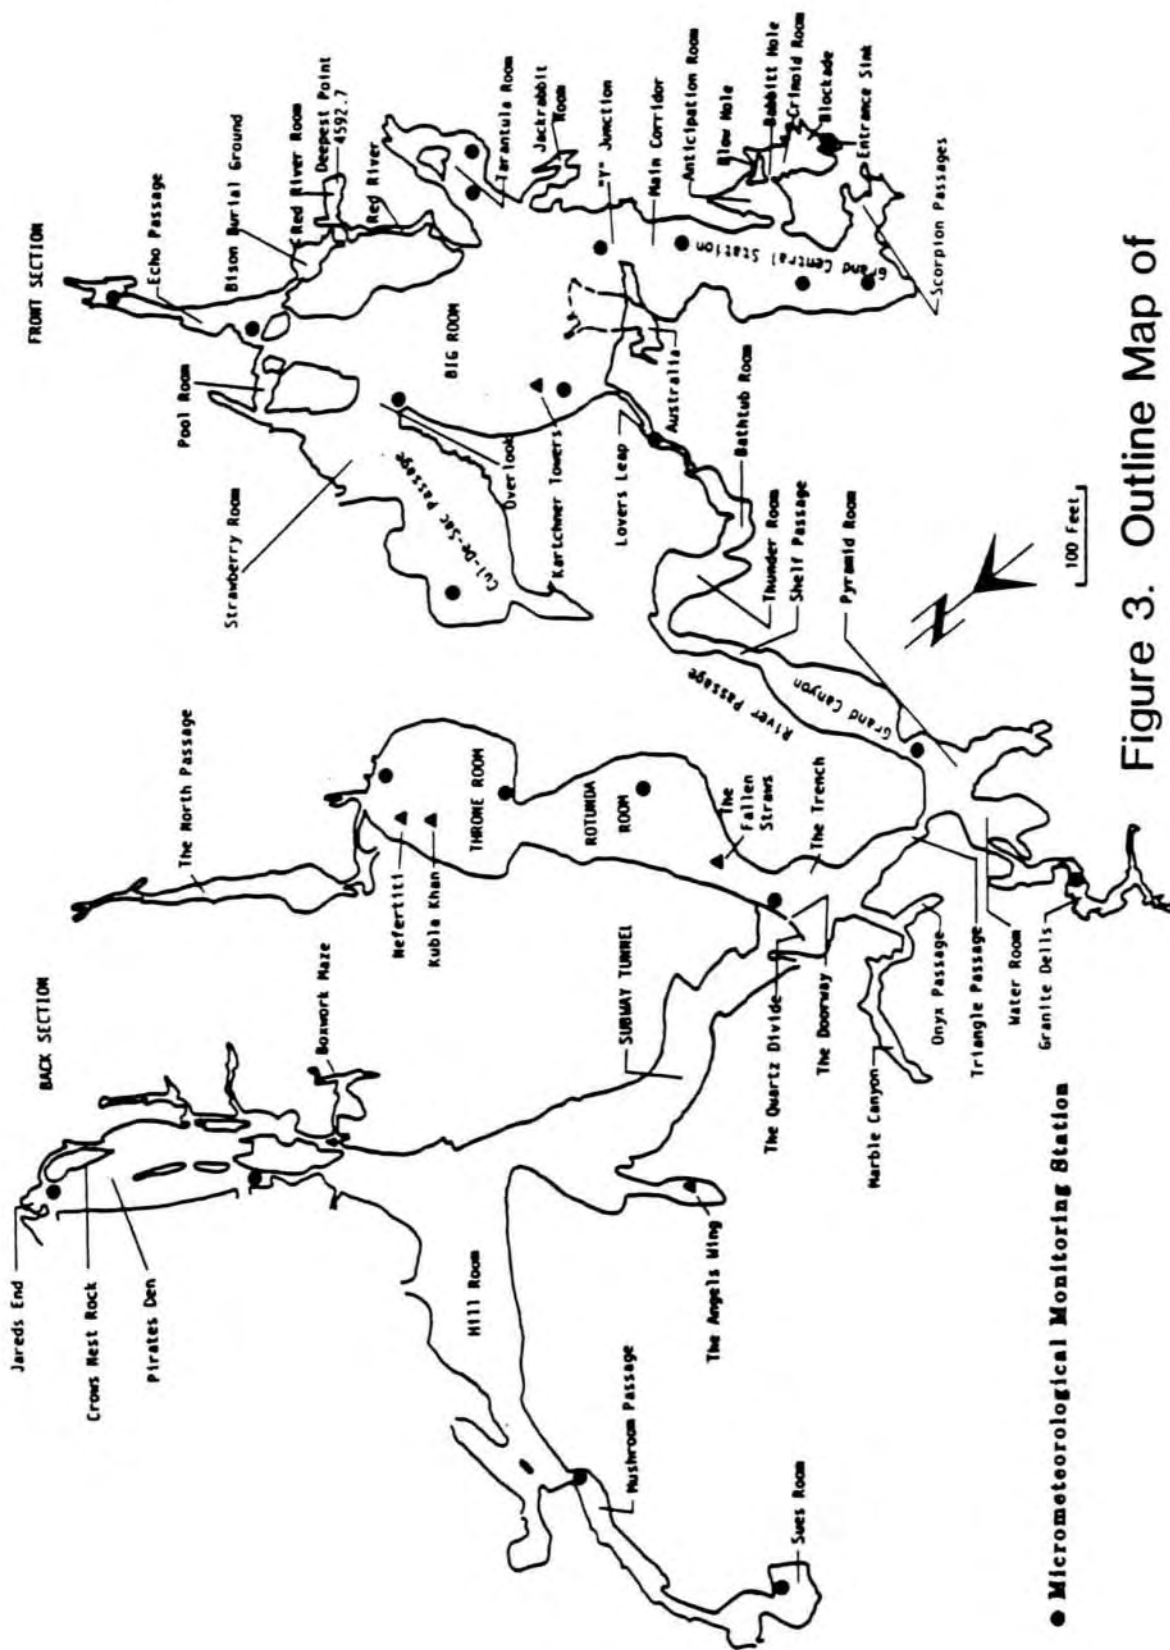 BACK SECTION
FRONT SECTION
Jareds End
Crows Nest Rock
Pirates Den
Boxwork Maze
The North Passage
Hill Room
Mushroom Passage
Sues Room
The Angels Wing
SUBWAY TUNNEL
Nefertiti
Kubla Khan
THRONE ROOM
ROTUNDA
ROOM
The
Fallen
Straws
The Trench
The Quartz Divide
The Doorway
Marble Canyon
Onyx Passage
Triangle Passage
Water Room
Granite Dells
River Passage
Grand Canyon
Pyramid Room
Shelf Passage
Thunder Room
Bathtub Room
Strawberry Room
Pool Room
Echo Passage
Bison Burial Ground
Red River Room
Deepest Point
4592.7
Red River
Cul-De-Sac Passage
Overlook
Kartchner Towers
BIG ROOM
Lovers Leap
Australia
Tarantula Room
Jackrabbit
Room
"Y" Junction
Main Corridor
Grand Central Station
Anticipation Room
Blow Hole
Babbitt Hole
Crinoid Room
Blockade
Entrance Sink
Scorpion Passages
N
100 Feet
● Micrometeorological Monitoring Station
Figure 3. Outline Map of